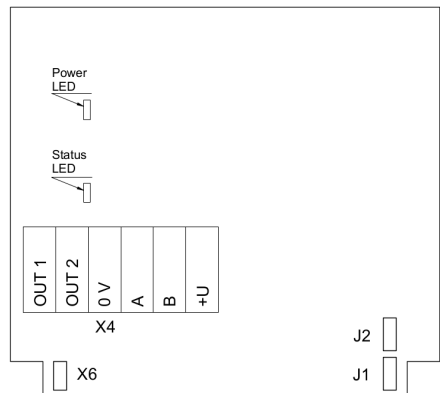 Power
LED
Status
LED
OUT 1
OUT 2
0 V
A
B
+U
X4
J2
X6
J1